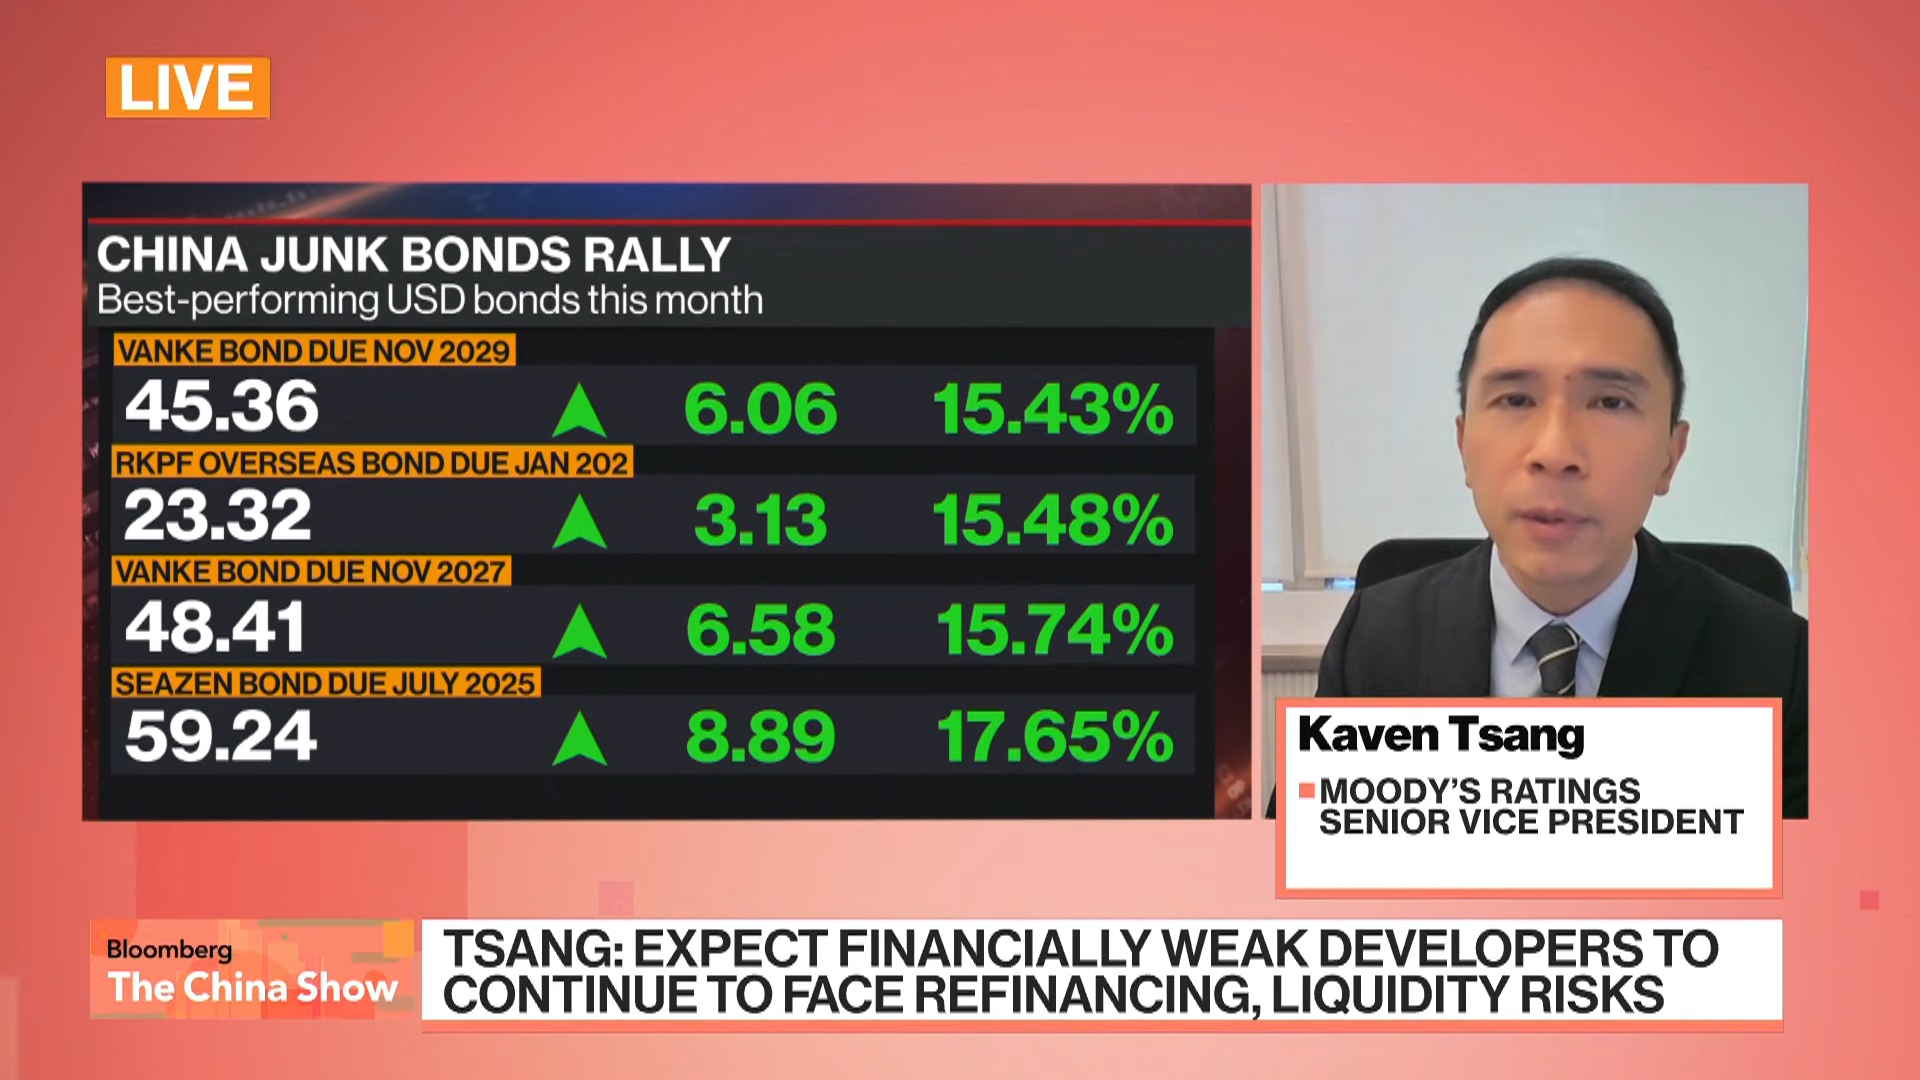 LIVE
CHINA JUNK BONDS RALLY
Best-performing USD bonds this month
VANKE BOND DUE NOV 2029
45.36 ▲ 6.06 15.43%
RKPF OVERSEAS BOND DUE JAN 202
23.32 ▲ 3.13 15.48%
VANKE BOND DUE NOV 2027
48.41 ▲ 6.58 15.74%
SEAZEN BOND DUE JULY 2025
59.24 ▲ 8.89 17.65%
Kaven Tsang
MOODY'S RATINGS
SENIOR VICE PRESIDENT
Bloomberg
The China Show
TSANG: EXPECT FINANCIALLY WEAK DEVELOPERS TO
CONTINUE TO FACE REFINANCING, LIQUIDITY RISKS